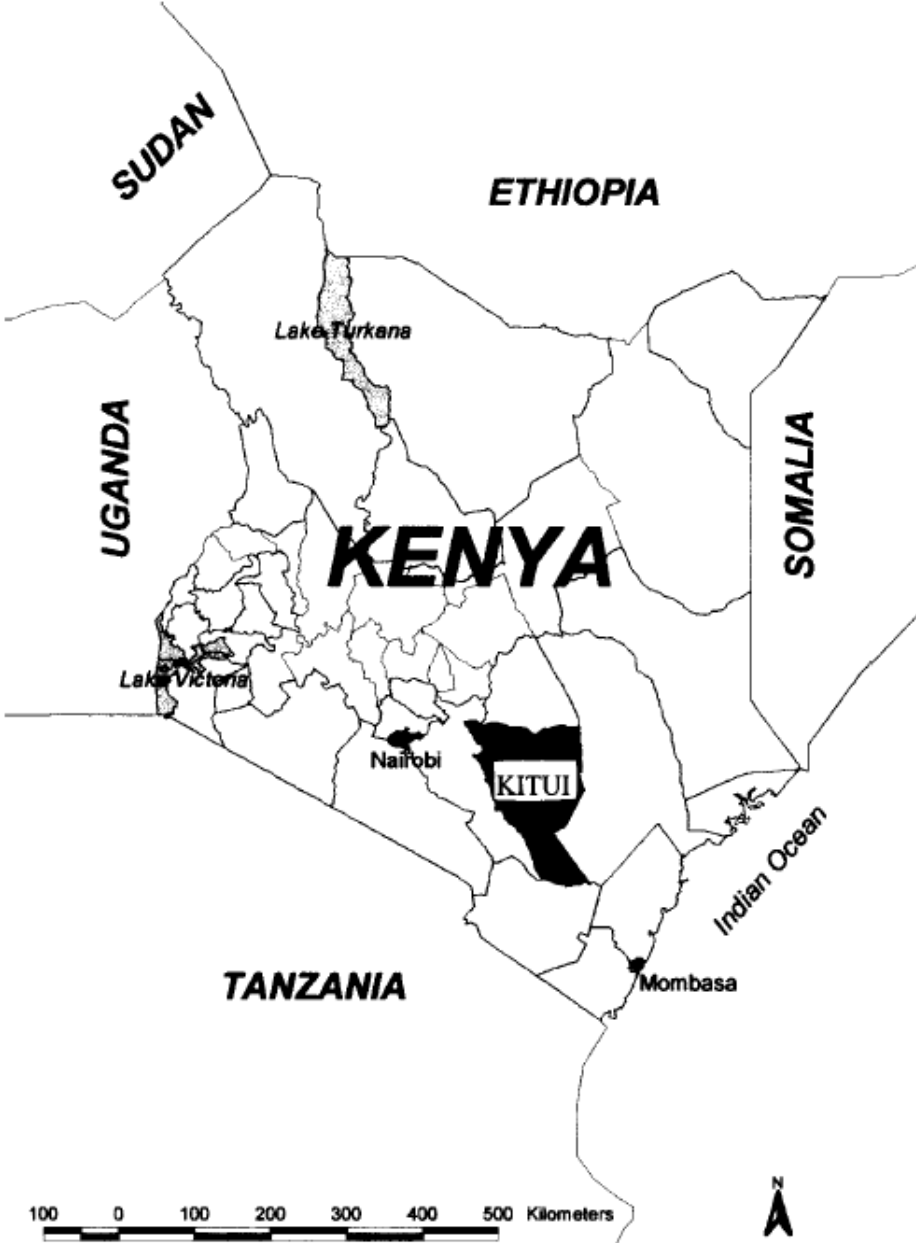 SUDAN
ETHIOPIA
Lake Turkana
UGANDA
SOMALIA
KENYA
Lake Victoria
Nairobi
KITUI
Indian Ocean
TANZANIA
Mombasa
N
100 0 100 200 300 400 500 Kilometers